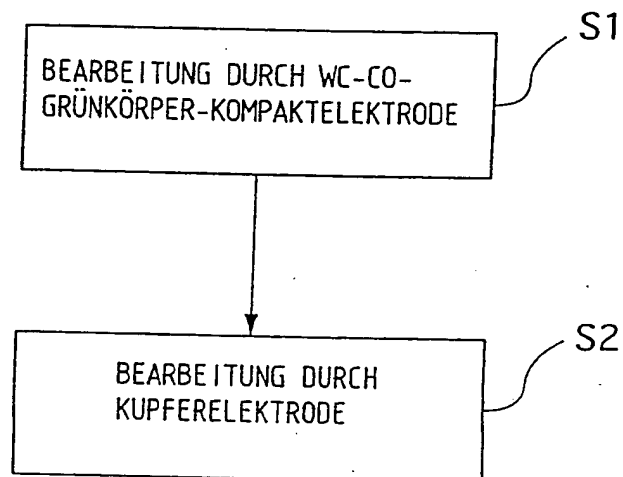 S1
BEARBEITUNG DURCH WC-CO-
GRÜNKÖRPER-KOMPAKTELEKTRODE
S2
BEARBEITUNG DURCH
KUPFERELEKTRODE